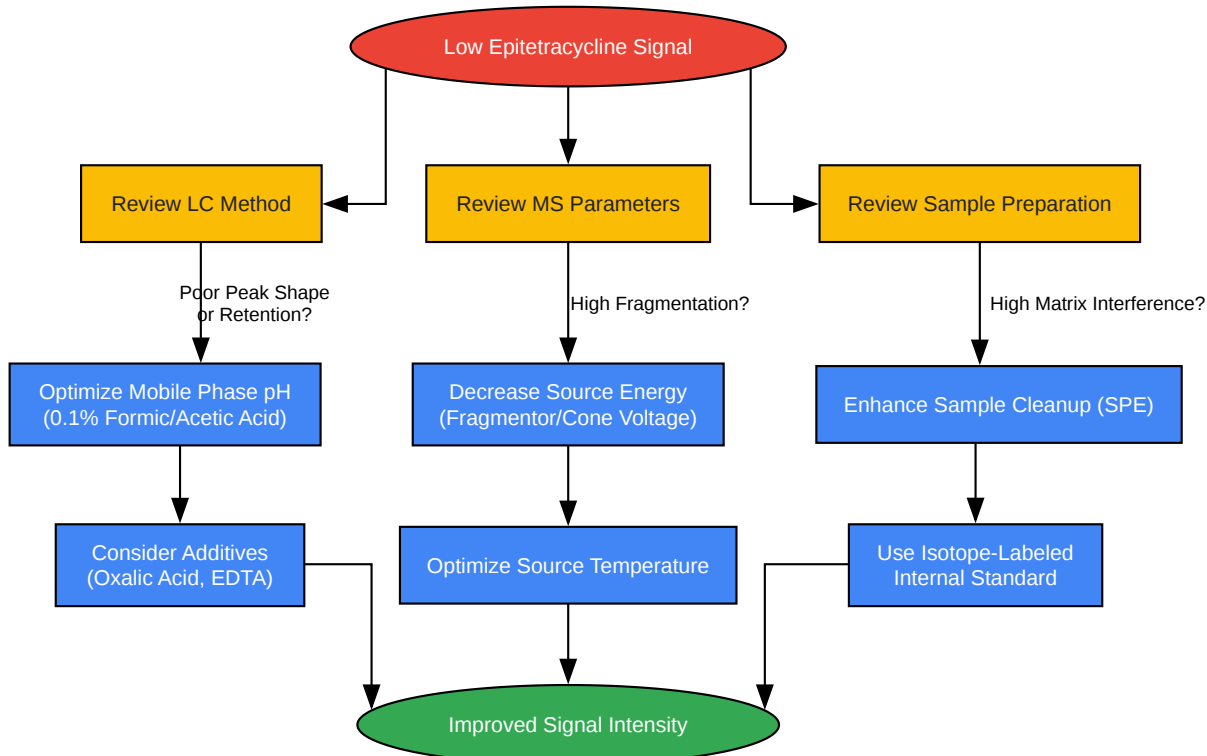 Low Epitetracycline Signal
Review LC Method
Review MS Parameters
Review Sample Preparation
Poor Peak Shape
or Retention?
High Fragmentation?
High Matrix Interference?
Optimize Mobile Phase pH
(0.1% Formic/Acetic Acid)
Decrease Source Energy
(Fragmentor/Cone Voltage)
Enhance Sample Cleanup (SPE)
Consider Additives
(Oxalic Acid, EDTA)
Optimize Source Temperature
Use Isotope-Labeled
Internal Standard
Improved Signal Intensity